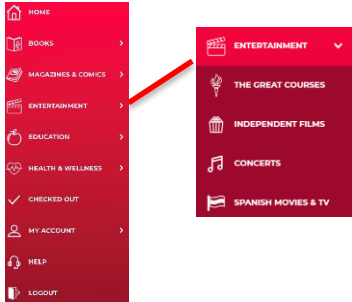 HOME
BOOKS
MAGAZINES & COMICS
ENTERTAINMENT
EDUCATION
HEALTH & WELLNESS
CHECKED OUT
MY ACCOUNT
HELP
LOGOUT
ENTERTAINMENT
THE GREAT COURSES
INDEPENDENT FILMS
CONCERTS
SPANISH MOVIES & TV